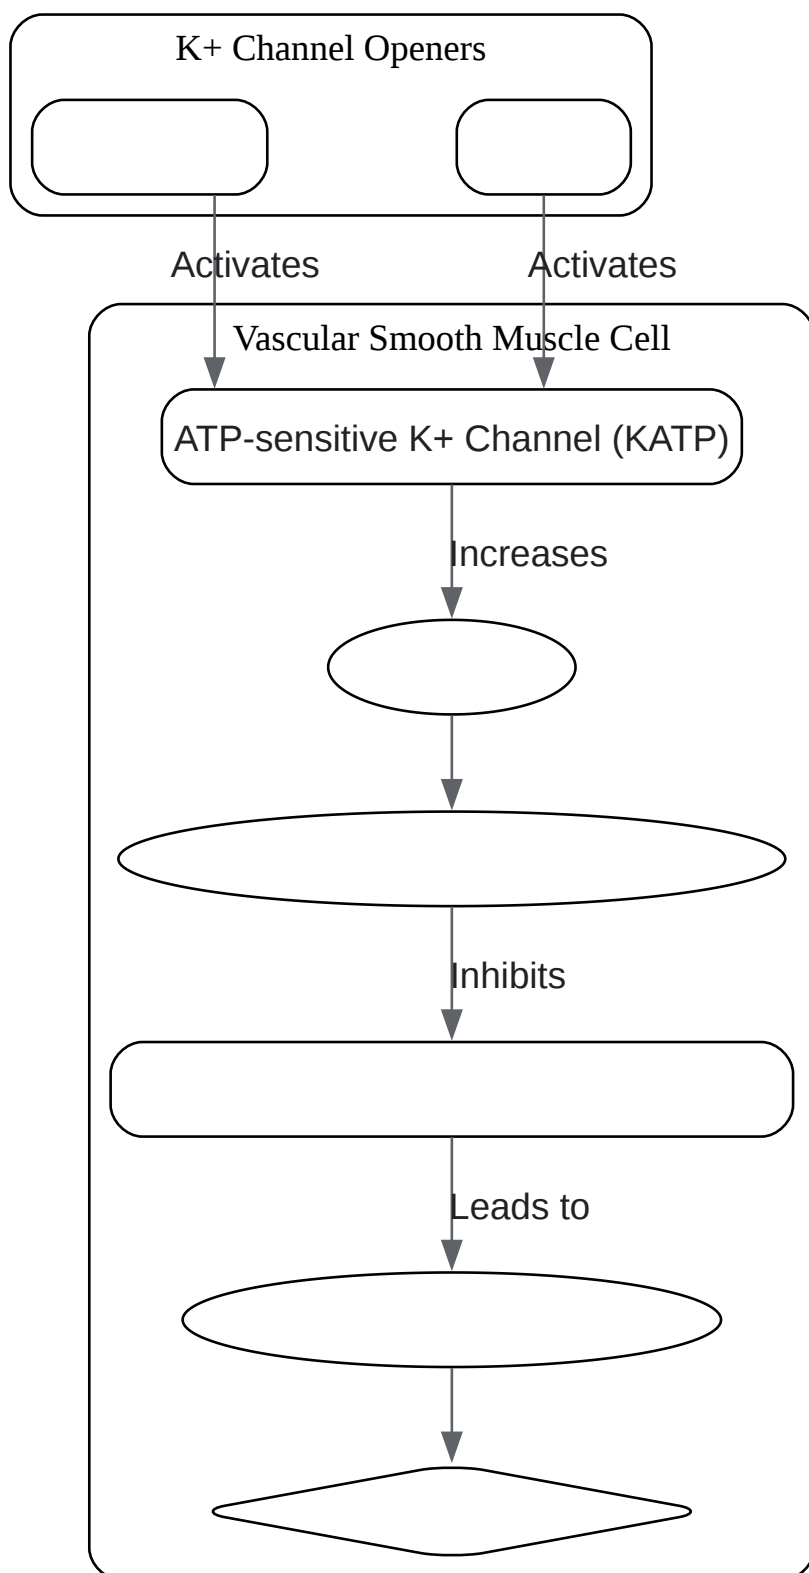 K+ Channel Openers
Activates
Activates
Vascular Smooth Muscle Cell
ATP-sensitive K+ Channel (KATP)
Increases
Inhibits
Leads to